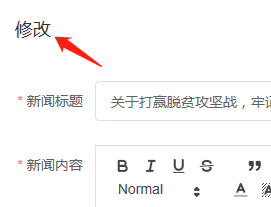 修改
* 新闻标题
关于打赢脱贫攻坚战，牢
* 新闻内容
B I U S ”
Normal A